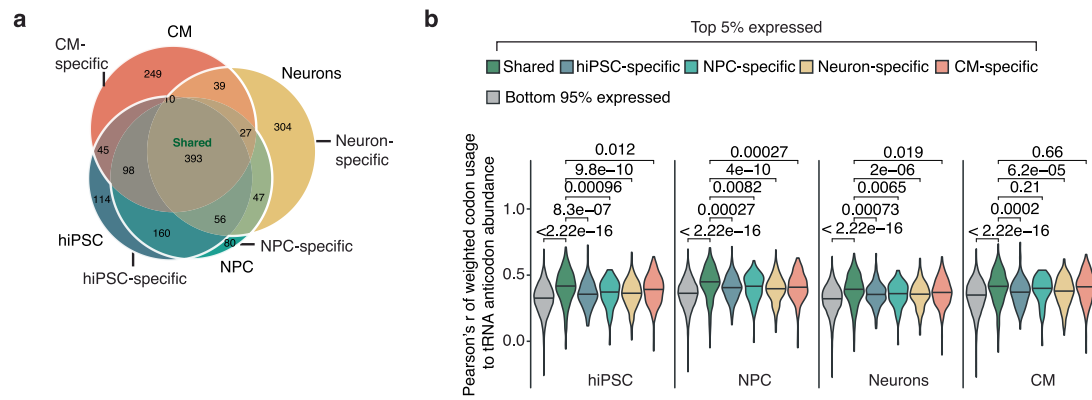 a
CM
CM-
specific
249
39
Neurons
10
304
27
Shared
393
Neuron-
specific
45
98
114
47
56
160
80
hiPSC
NPC-specific
hiPSC-specific
NPC
b
Top 5% expressed
Shared hiPSC-specific NPC-specific Neuron-specific CM-specific
Bottom 95% expressed
Pearson's r of weighted codon usage
to tRNA anticodon abundance
1.0
0.5
0.0
0.012
9.8e−10
0.00096
8.3e−07
< 2.22e−16
hiPSC
0.00027
4e−10
0.0082
0.00027
< 2.22e−16
NPC
0.019
2e−06
0.0065
0.00073
< 2.22e−16
Neurons
0.66
6.2e−05
0.21
0.0002
< 2.22e−16
CM